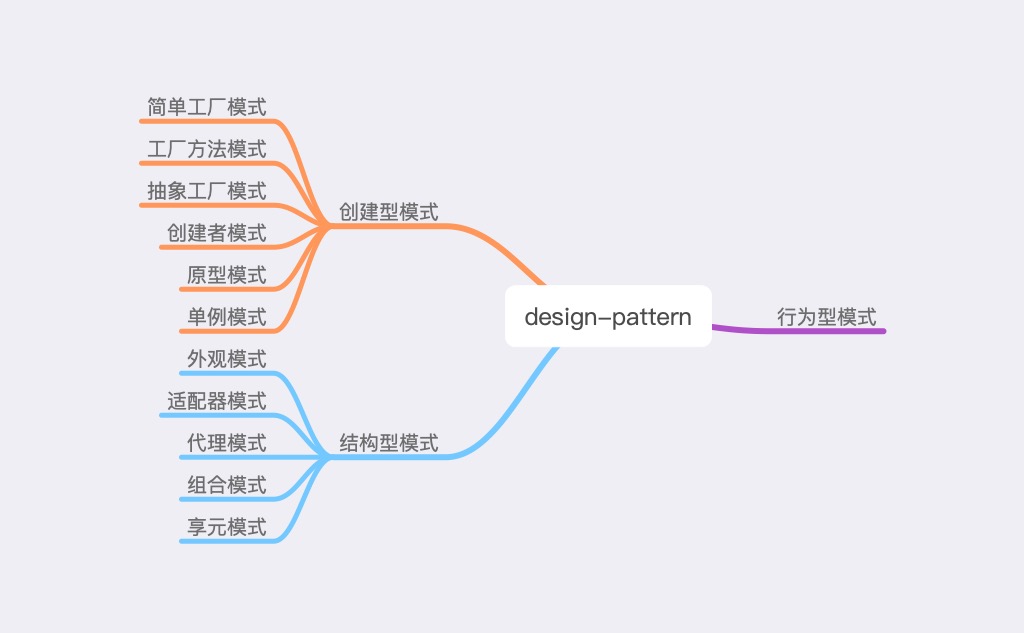 简单工厂模式
工厂方法模式
抽象工厂模式
创建者模式
原型模式
单例模式
创建型模式
外观模式
适配器模式
代理模式
组合模式
享元模式
结构型模式
design-pattern
行为型模式